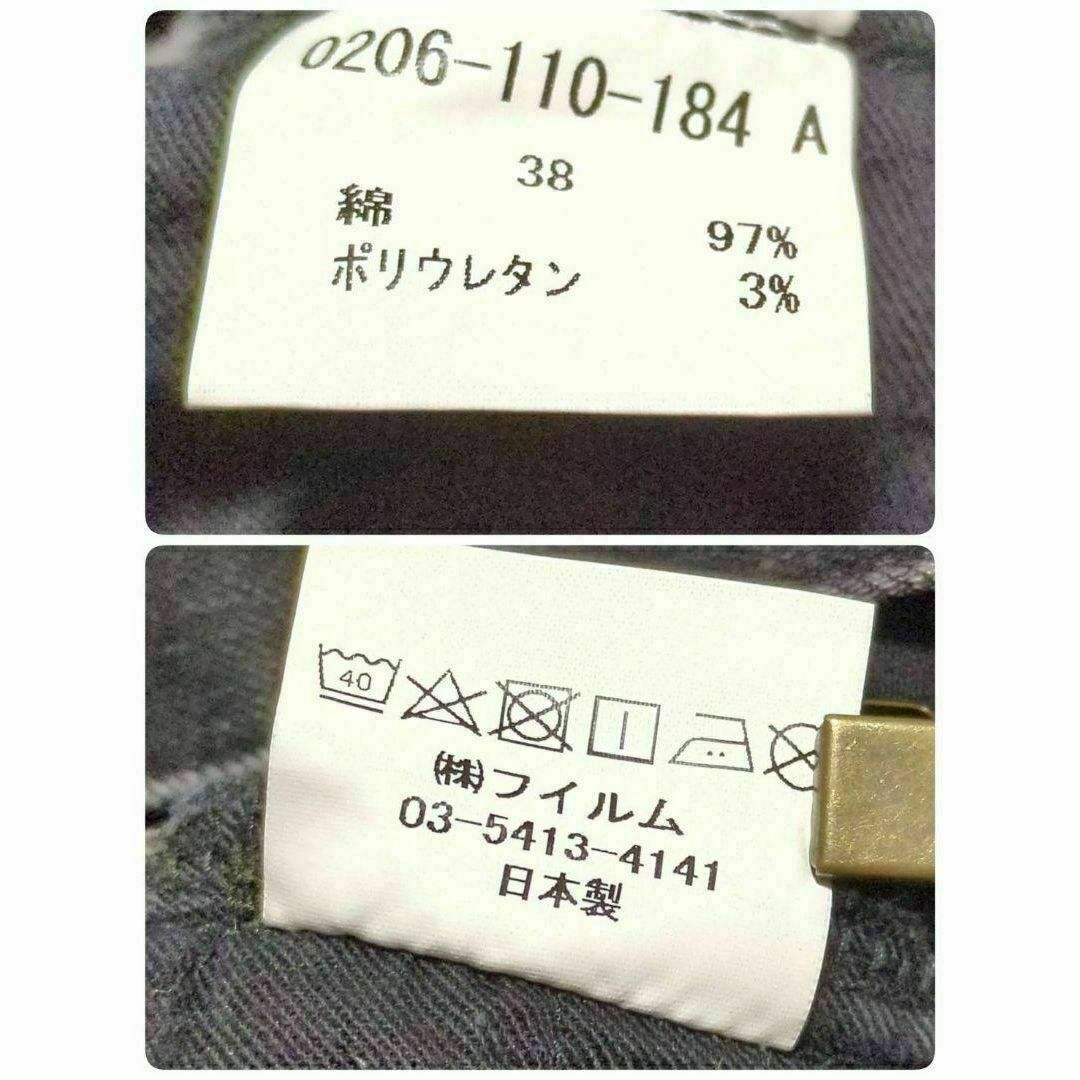 0206-110-184 A
38
綿 97%
ポリウレタン 3%
40
㈱フイルム
03-5413-4141
日本製